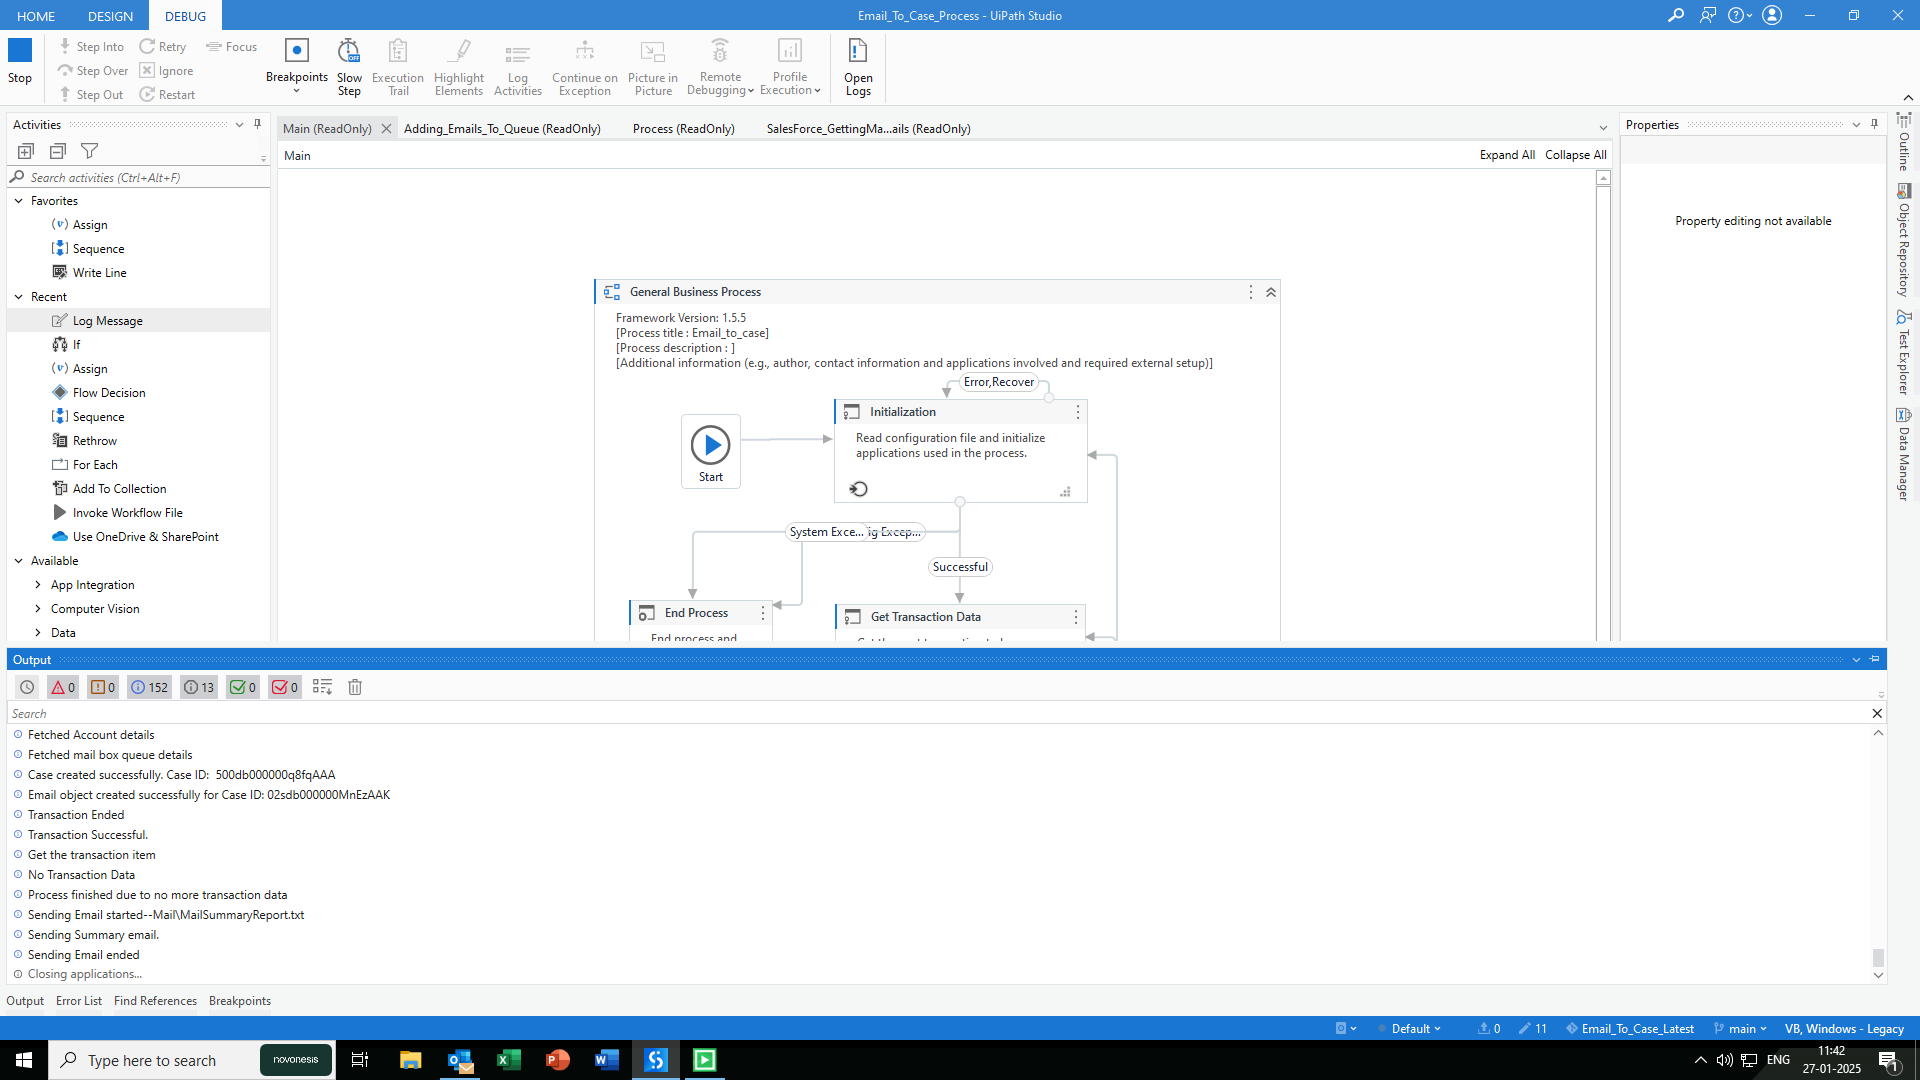 HOME DESIGN DEBUG
Email_To_Case_Process - UiPath Studio
Stop
Step Into
Step Over
Step Out
Retry
Ignore
Restart
Focus
Breakpoints
Slow Step
OFF
Execution Trail
Highlight Elements
Log Activities
Continue on Exception
Picture in Picture
Remote Debugging
Profile Execution
Open Logs
Activities
Search activities (Ctrl+Alt+F)
Favorites
Assign
Sequence
Write Line
Recent
Log Message
If
Assign
Flow Decision
Sequence
Rethrow
For Each
Add To Collection
Invoke Workflow File
Use OneDrive & SharePoint
Available
App Integration
Computer Vision
Data
Main (ReadOnly) Adding_Emails_To_Queue (ReadOnly) Process (ReadOnly) SalesForce_GettingMa...ails (ReadOnly)
Main
Expand All Collapse All
General Business Process
Framework Version: 1.5.5
[Process title : Email_to_case]
[Process description : ]
[Additional information (e.g., author, contact information and applications involved and required external setup)]
Error,Recover
Initialization
Read configuration file and initialize
applications used in the process.
Start
System Exce... ig Excep...
Successful
End Process
End process and
Get Transaction Data
Properties
Property editing not available
Outline
Object Repository
Test Explorer
Data Manager
Output
0 0 152 13 0 0
Search
Fetched Account details
Fetched mail box queue details
Case created successfully. Case ID: 500db000000q8fqAAA
Email object created successfully for Case ID: 02sdb000000MnEzAAK
Transaction Ended
Transaction Successful.
Get the transaction item
No Transaction Data
Process finished due to no more transaction data
Sending Email started--Mail\MailSummaryReport.txt
Sending Summary email.
Sending Email ended
Closing applications...
Output Error List Find References Breakpoints
Default 0 11 Email_To_Case_Latest main VB, Windows - Legacy
Type here to search
novonesis
ENG
11:42
27-01-2025
1